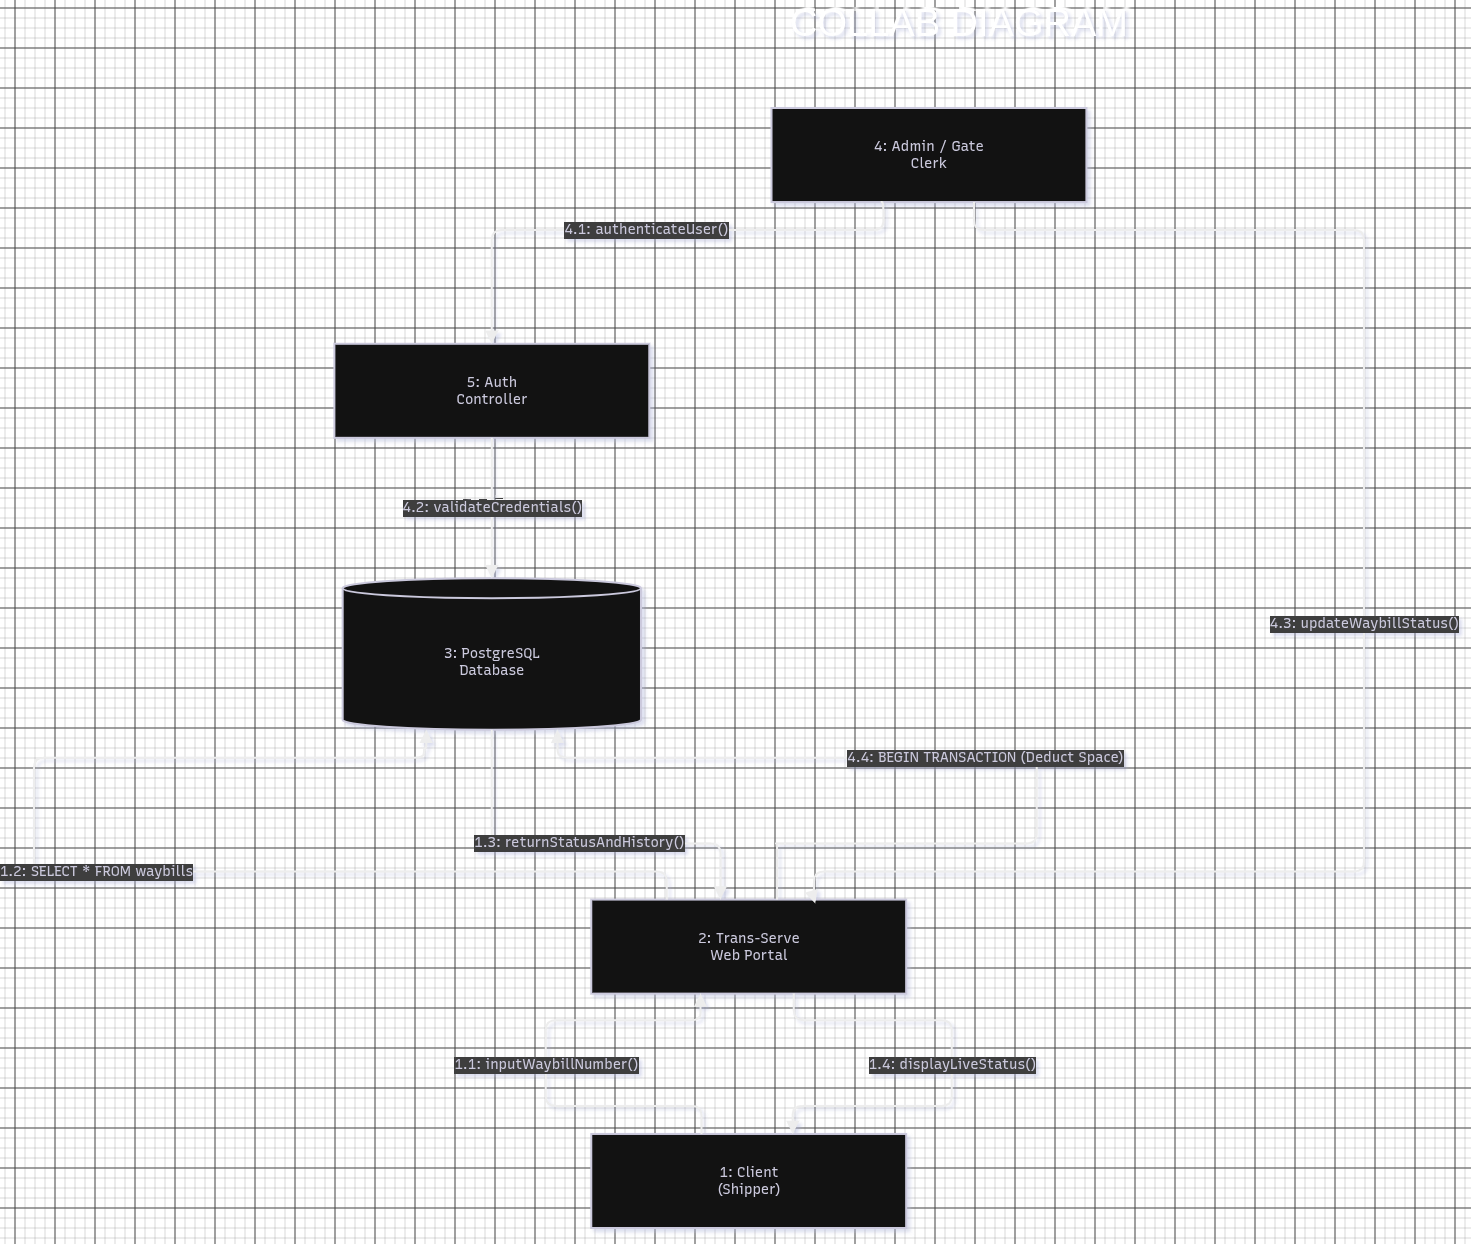 COLLAB DIAGRAM
4: Admin / Gate
Clerk
4.1: authenticateUser()
5: Auth
Controller
4.2: validateCredentials()
3: PostgreSQL
Database
4.3: updateWaybillStatus()
4.4: BEGIN TRANSACTION (Deduct Space)
1.3: returnStatusAndHistory()
1.2: SELECT * FROM waybills
2: Trans-Serve
Web Portal
1.1: inputWaybillNumber()
1.4: displayLiveStatus()
1: Client
(Shipper)